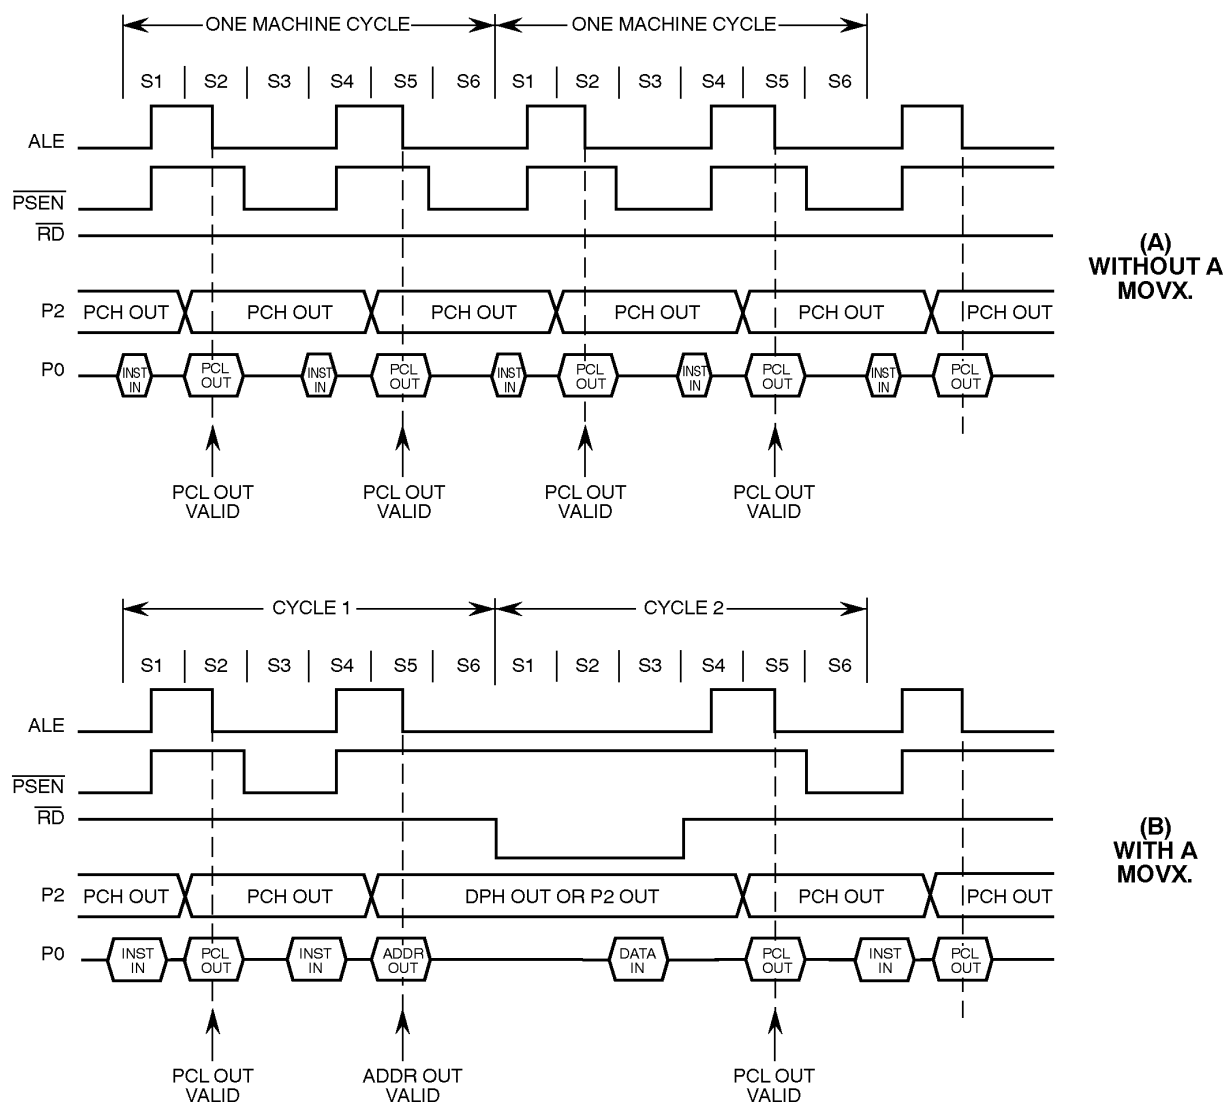 ONE MACHINE CYCLE ONE MACHINE CYCLE
S1 S2 S3 S4 S5 S6 S1 S2 S3 S4 S5 S6
ALE
PSEN
RD
(A)
WITHOUT A
MOVX.
P2 PCH OUT PCH OUT PCH OUT PCH OUT PCH OUT PCH OUT
P0 INST IN PCL OUT INST IN PCL OUT INST IN PCL OUT INST IN PCL OUT INST IN PCL OUT
PCL OUT VALID PCL OUT VALID PCL OUT VALID PCL OUT VALID
CYCLE 1 CYCLE 2
S1 S2 S3 S4 S5 S6 S1 S2 S3 S4 S5 S6
ALE
PSEN
RD
(B)
WITH A
MOVX.
P2 PCH OUT PCH OUT DPH OUT OR P2 OUT PCH OUT PCH OUT
P0 INST IN PCL OUT INST IN ADDR OUT DATA IN PCL OUT INST IN PCL OUT
PCL OUT VALID ADDR OUT VALID PCL OUT VALID